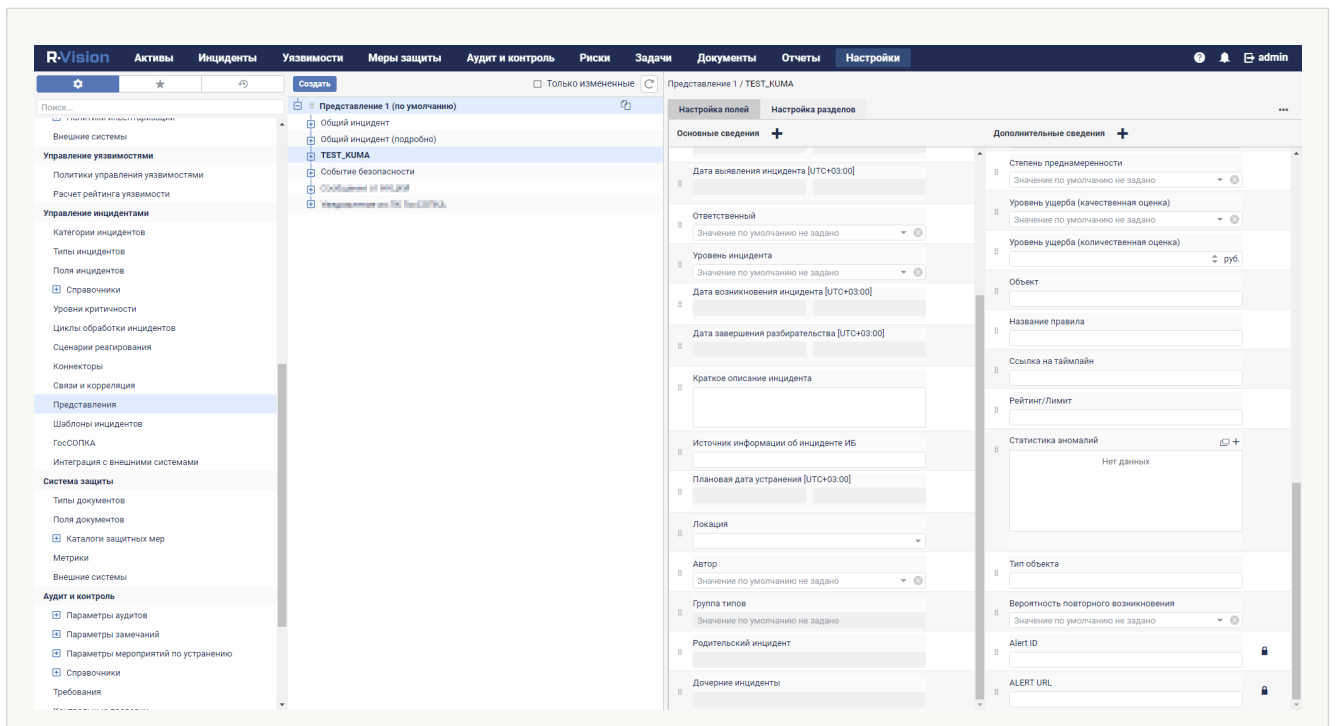 R·Vision Активы Инциденты Уязвимости Меры защиты Аудит и контроль Риски Задачи Документы Отчеты Настройки admin
Поиск...
Политики инвентаризации
Внешние системы
Управление уязвимостями
Политики управления уязвимостями
Расчет рейтинга уязвимости
Управление инцидентами
Категории инцидентов
Типы инцидентов
Поля инцидентов
Справочники
Уровни критичности
Циклы обработки инцидентов
Сценарии реагирования
Коннекторы
Связи и корреляция
Представления
Шаблоны инцидентов
ГосСОПКА
Интеграция с внешними системами
Система защиты
Типы документов
Поля документов
Каталоги защитных мер
Метрики
Внешние системы
Аудит и контроль
Параметры аудитов
Параметры замечаний
Параметры мероприятий по устранению
Справочники
Требования
Создать Только измененные
Представление 1 (по умолчанию)
Общий инцидент
Общий инцидент (подробно)
TEST_KUMA
Событие безопасности
Представление 1 / TEST_KUMA
Настройка полей Настройка разделов
Основные сведения
Дата выявления инцидента [UTC+03:00]
Ответственный
Значение по умолчанию не задано
Уровень инцидента
Значение по умолчанию не задано
Дата возникновения инцидента [UTC+03:00]
Дата завершения разбирательства [UTC+03:00]
Краткое описание инцидента
Источник информации об инциденте ИБ
Плановая дата устранения [UTC+03:00]
Локация
Автор
Значение по умолчанию не задано
Группа типов
Значение по умолчанию не задано
Родительский инцидент
Дочерние инциденты
Дополнительные сведения
Степень преднамеренности
Значение по умолчанию не задано
Уровень ущерба (качественная оценка)
Значение по умолчанию не задано
Уровень ущерба (количественная оценка)
руб.
Объект
Название правила
Ссылка на таймлайн
Рейтинг/Лимит
Статистика аномалий
Нет данных
Тип объекта
Вероятность повторного возникновения
Значение по умолчанию не задано
Alert ID
ALERT URL